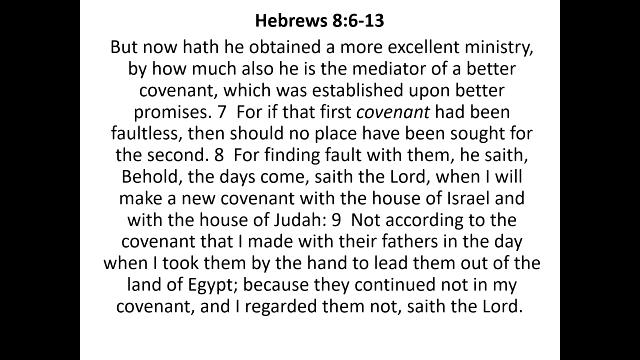 Hebrews 8:6-13
But now hath he obtained a more excellent ministry,
by how much also he is the mediator of a better
covenant, which was established upon better
promises. 7  For if that first covenant had been
faultless, then should no place have been sought for
the second. 8  For finding fault with them, he saith,
Behold, the days come, saith the Lord, when I will
make a new covenant with the house of Israel and
with the house of Judah: 9  Not according to the
covenant that I made with their fathers in the day
when I took them by the hand to lead them out of the
land of Egypt; because they continued not in my
covenant, and I regarded them not, saith the Lord.